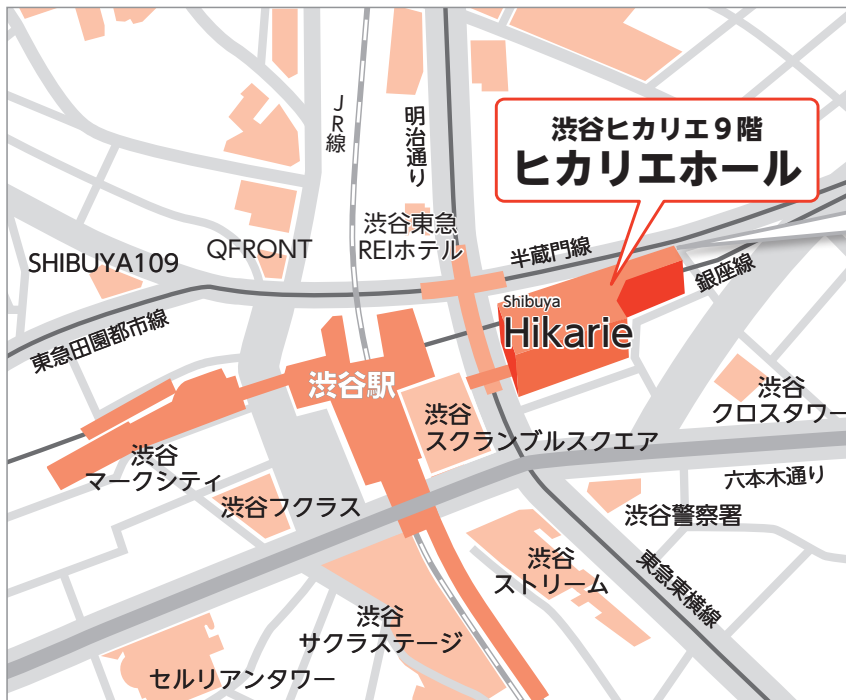 JR線
明治通り
渋谷ヒカリエ9階
ヒカリエホール
渋谷東急
REIホテル
半蔵門線
QFRONT
SHIBUYA109
銀座線
Shibuya
Hikarie
東急田園都市線
渋谷駅
渋谷
クロスタワー
渋谷
スクランブルスクエア
渋谷
マークシティ
六本木通り
渋谷フクラス
渋谷警察署
渋谷
ストリーム
東急東横線
渋谷
サクラステージ
セルリアンタワー